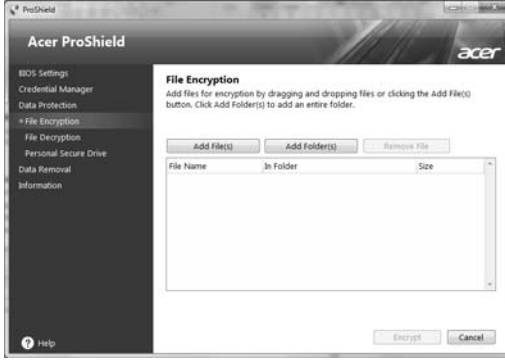 ProShield
Acer ProShield
acer
BIOS Settings
Credential Manager
Data Protection
File Encryption
File Decryption
Personal Secure Drive
Data Removal
Information
Help
File Encryption
Add files for encryption by dragging and dropping files or clicking the Add File(s)
button. Click Add Folder(s) to add an entire folder.
Add File(s) Add Folder(s) Remove File
File Name In Folder Size
Encrypt Cancel